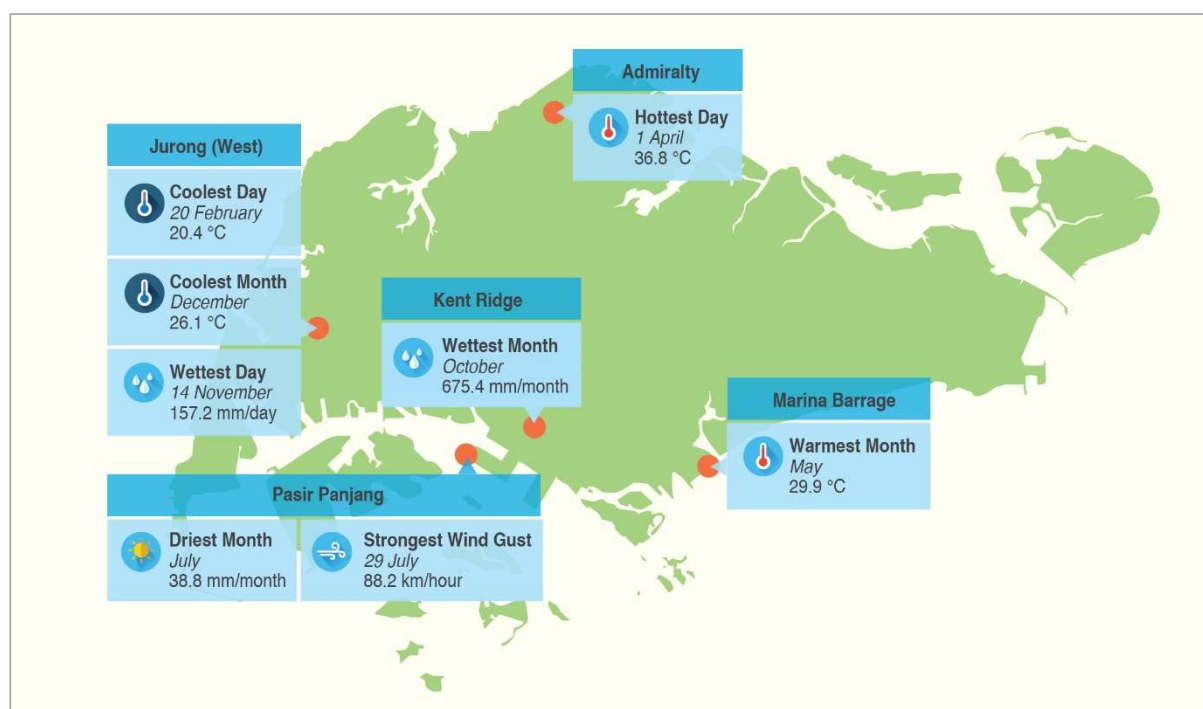 Admiralty
Hottest Day
1 April
36.8 °C
Jurong (West)
Coolest Day
20 February
20.4 °C
Coolest Month
December
26.1 °C
Wettest Day
14 November
157.2 mm/day
Kent Ridge
Wettest Month
October
675.4 mm/month
Marina Barrage
Warmest Month
May
29.9 °C
Pasir Panjang
Driest Month
July
38.8 mm/month
Strongest Wind Gust
29 July
88.2 km/hour